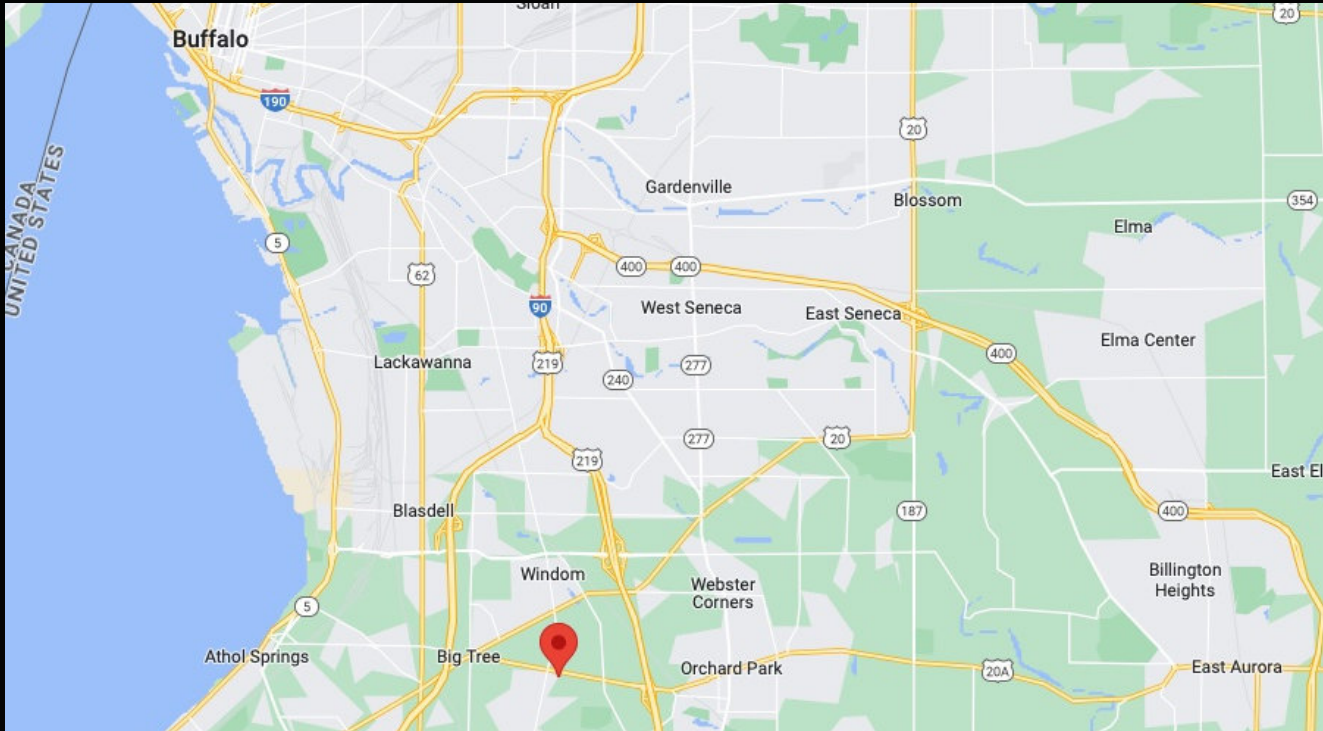 Sloan
20
Buffalo
190
20
CANADA
UNITED STATES
Gardenville
Blossom
354
Elma
5
62
400
400
90
West Seneca
East Seneca
Elma Center
400
Lackawanna
219
277
240
277
20
219
East El
Blasdell
187
400
Windom
Webster
Corners
Billington
Heights
5
Athol Springs
Big Tree
Orchard Park
20A
East Aurora